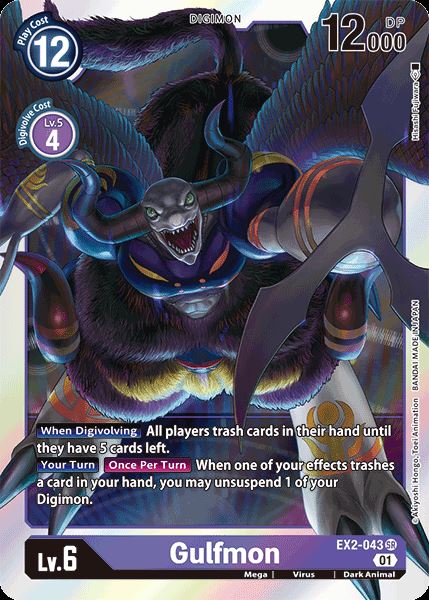 DIGIMON
Play Cost
12
12000
DP
Digivolve Cost
Lv.5
4
Hisashi Fujiwara
©Akiyoshi Hongo, Toei Animation BANDAI MADE IN JAPAN
When Digivolving All players trash cards in their hand until
they have 5 cards left.
Your Turn Once Per Turn When one of your effects trashes
a card in your hand, you may unsuspend 1 of your
Digimon.
Lv.6
Gulfmon
EX2-043 SR
01
Mega | Virus | Dark Animal